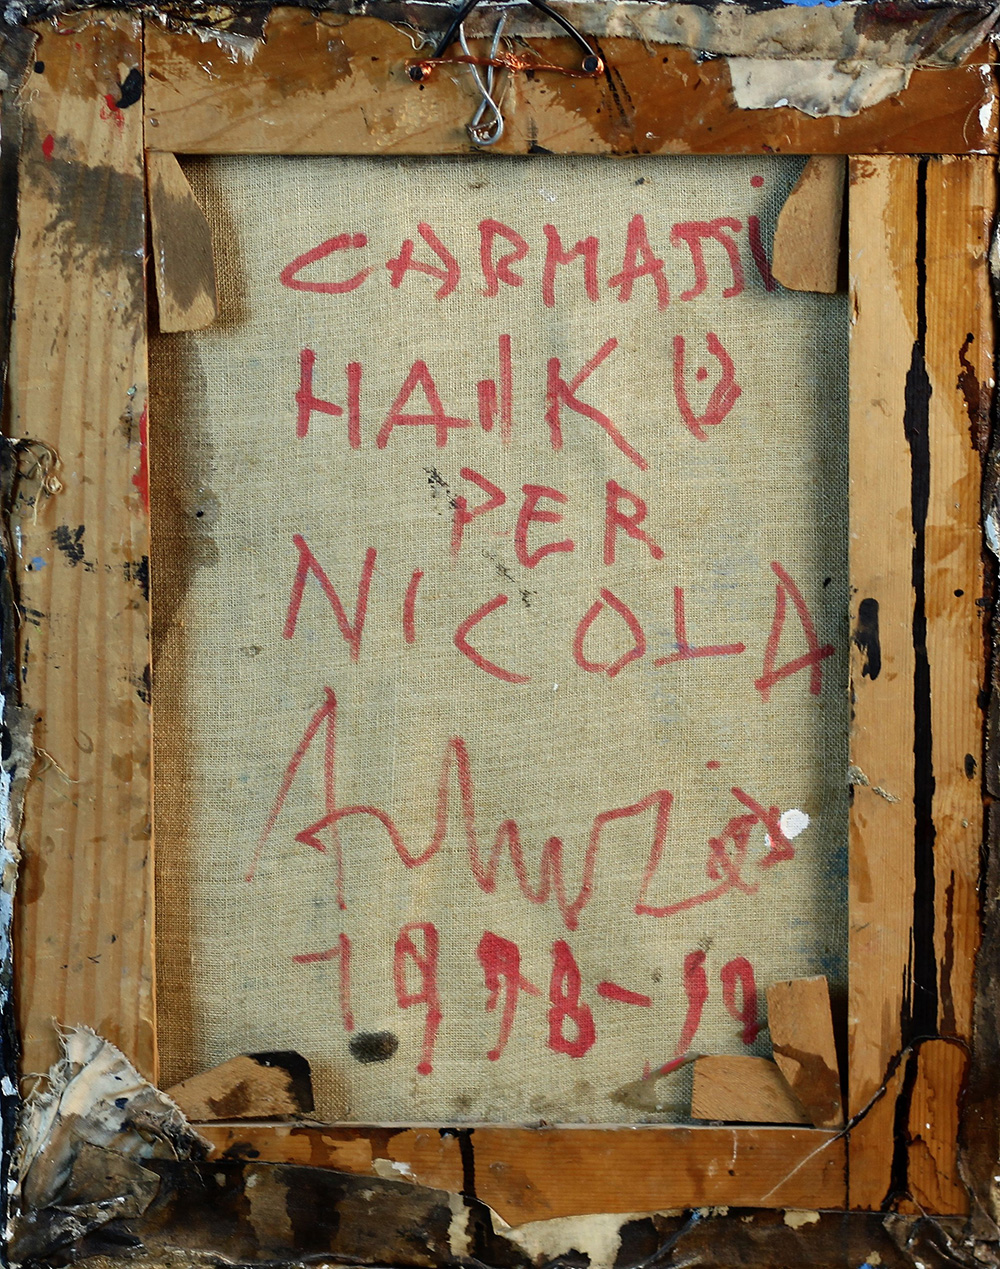 CARMASSi
HAIKU
PER
NICOLA
1998-99